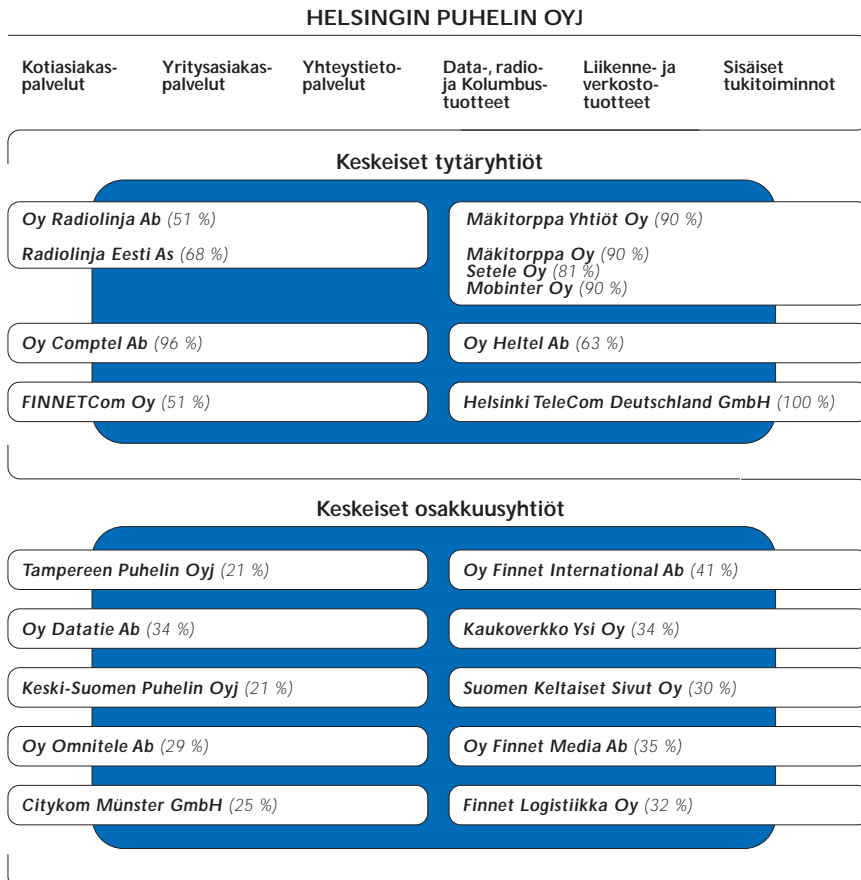 HELSINGIN PUHELIN OYJ
Kotiasiakas-
palvelut
Yritysasiakas-
palvelut
Yhteystieto-
palvelut
Data-, radio-
ja Kolumbus-
tuotteet
Liikenne- ja
verkosto-
tuotteet
Sisäiset
tukitoiminnot
Keskeiset tytäryhtiöt
Oy Radiolinja Ab (51 %)
Radiolinja Eesti As (68 %)
Mäkitorppa Yhtiöt Oy (90 %)
Mäkitorppa Oy (90 %)
Setele Oy (81 %)
Mobinter Oy (90 %)
Oy Comptel Ab (96 %)
Oy Heltel Ab (63 %)
FINNETCom Oy (51 %)
Helsinki TeleCom Deutschland GmbH (100 %)
Keskeiset osakkuusyhtiöt
Tampereen Puhelin Oyj (21 %)
Oy Finnet International Ab (41 %)
Oy Datatie Ab (34 %)
Kaukoverkko Ysi Oy (34 %)
Keski-Suomen Puhelin Oyj (21 %)
Suomen Keltaiset Sivut Oy (30 %)
Oy Omnitele Ab (29 %)
Oy Finnet Media Ab (35 %)
Citykom Münster GmbH (25 %)
Finnet Logistiikka Oy (32 %)